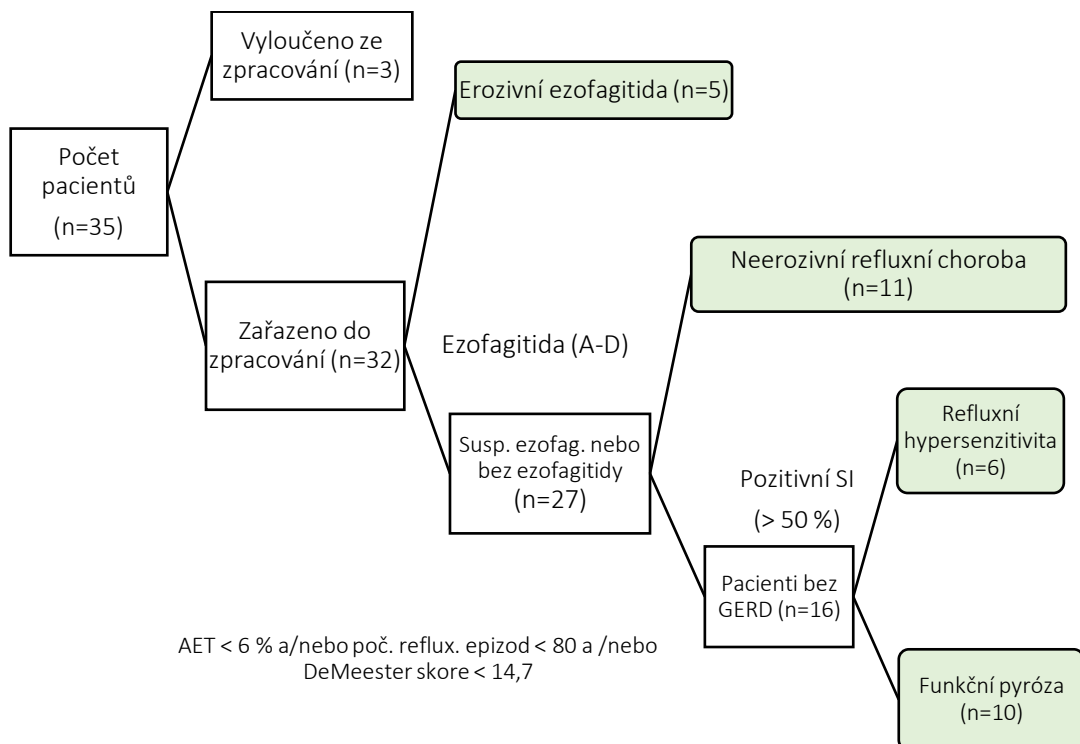 Vyloučeno ze
zpracování (n=3)
Erozivní ezofagitida (n=5)
Počet
pacientů
(n=35)
Neerozivní refluxní choroba
(n=11)
Zařazeno do
zpracování (n=32)
Ezofagitida (A-D)
Refluxní
hypersenzitivita
(n=6)
Susp. ezofag. nebo
bez ezofagitidy
(n=27)
Pozitivní SI
(> 50 %)
Pacienti bez
GERD (n=16)
AET < 6 % a/nebo poč. reflux. epizod < 80 a /nebo
DeMeester skore < 14,7
Funkční pyróza
(n=10)